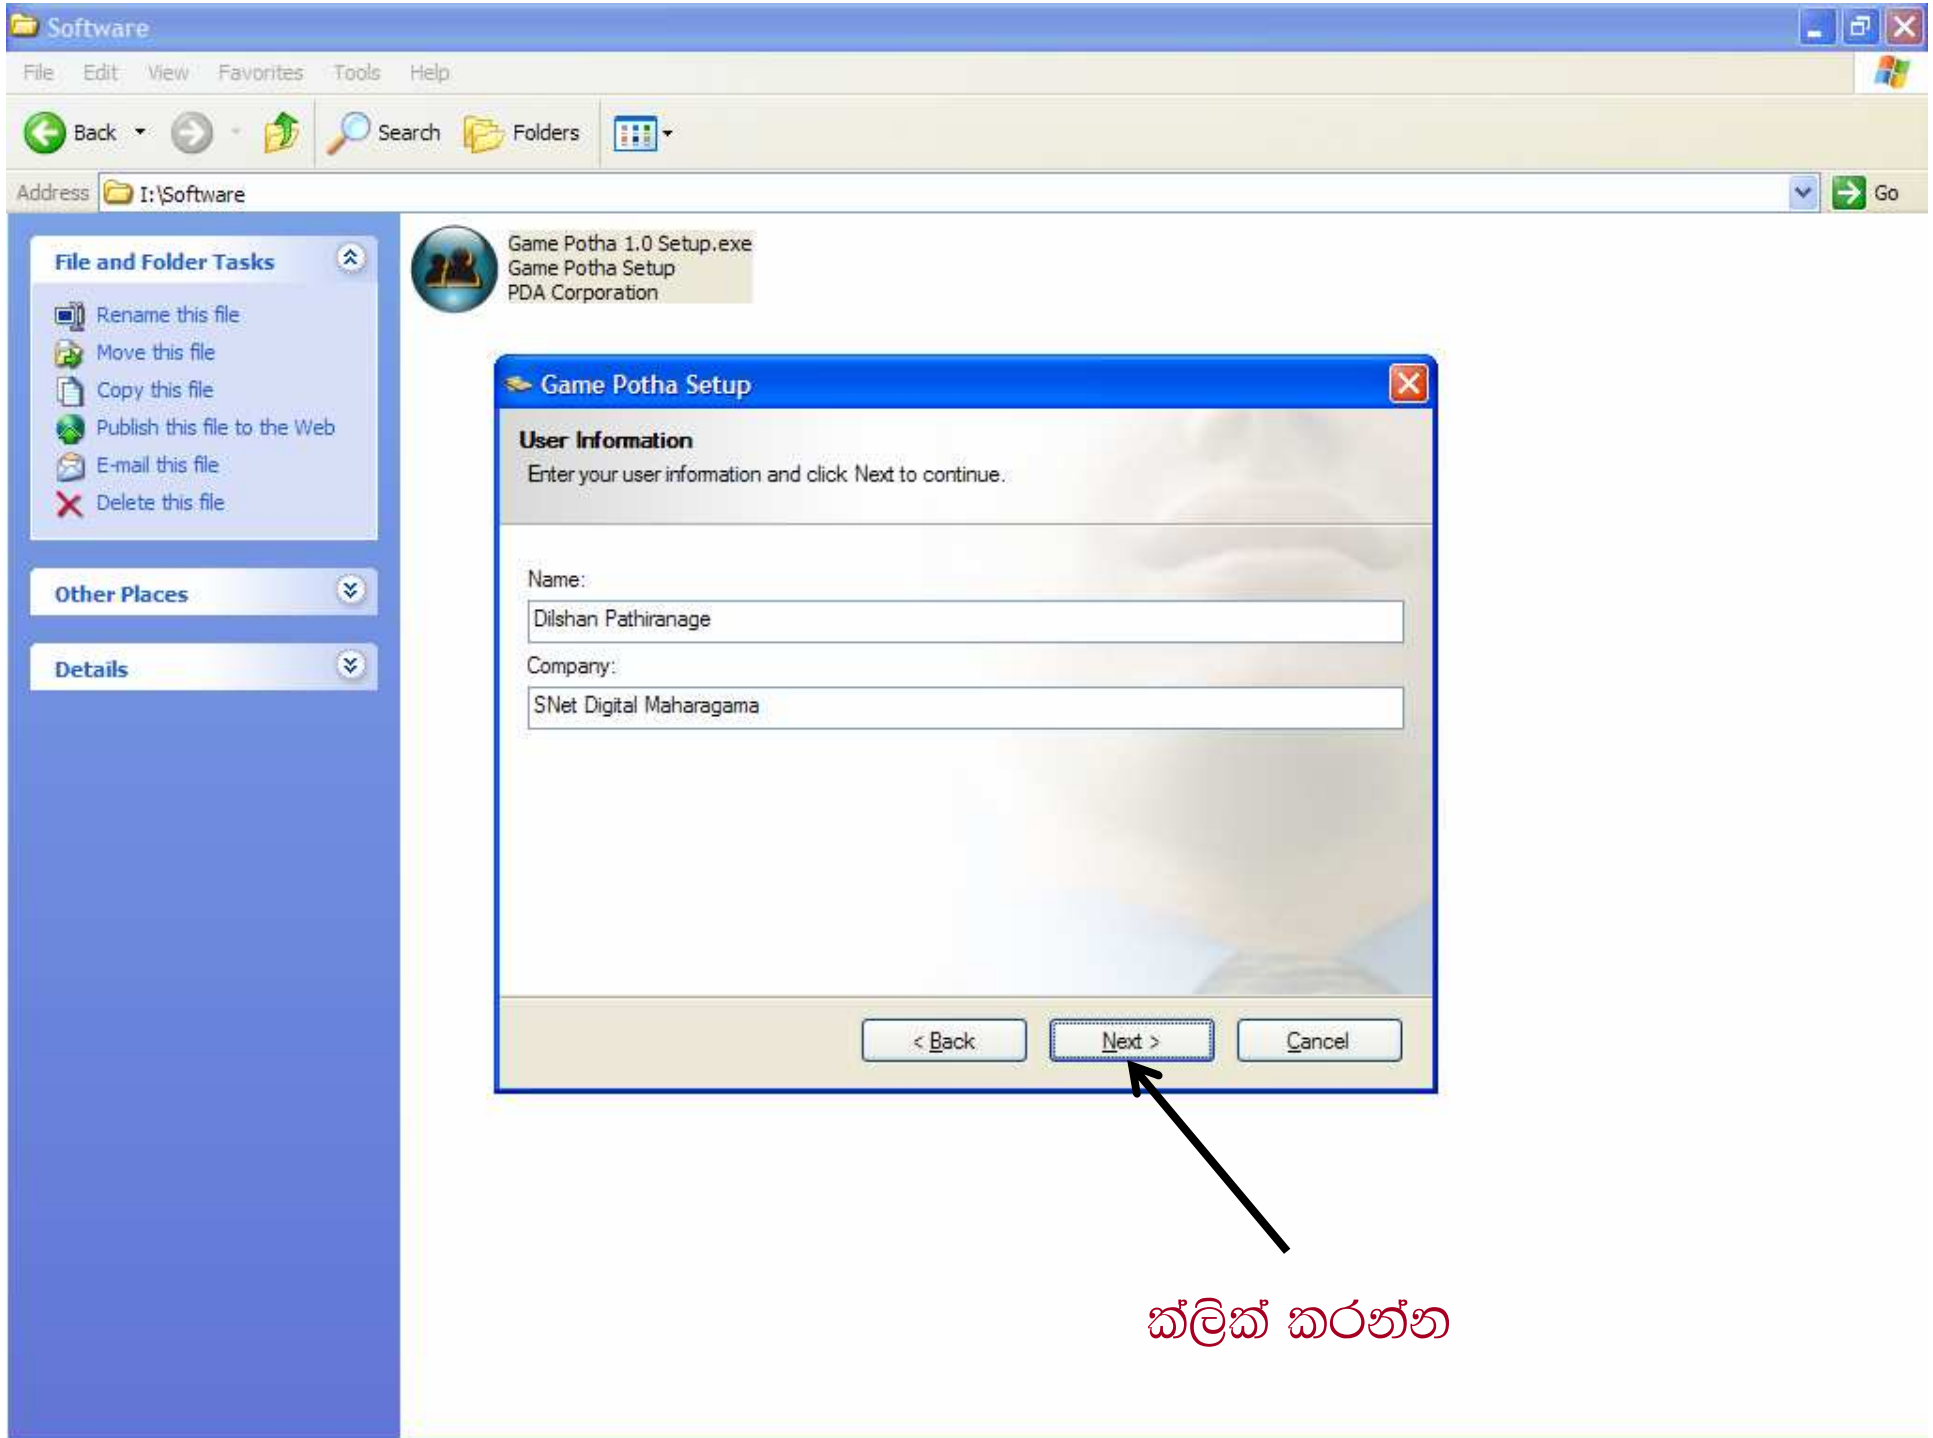 Software
File Edit View Favorites Tools Help
Back Search Folders
Address I:\Software Go
File and Folder Tasks
Rename this file
Move this file
Copy this file
Publish this file to the Web
E-mail this file
Delete this file
Other Places
Details
Game Potha 1.0 Setup.exe
Game Potha Setup
PDA Corporation
Game Potha Setup
User Information
Enter your user information and click Next to continue.
Name:
Dilshan Pathiranage
Company:
SNet Digital Maharagama
< Back Next > Cancel
ක්ලික් කරන්න